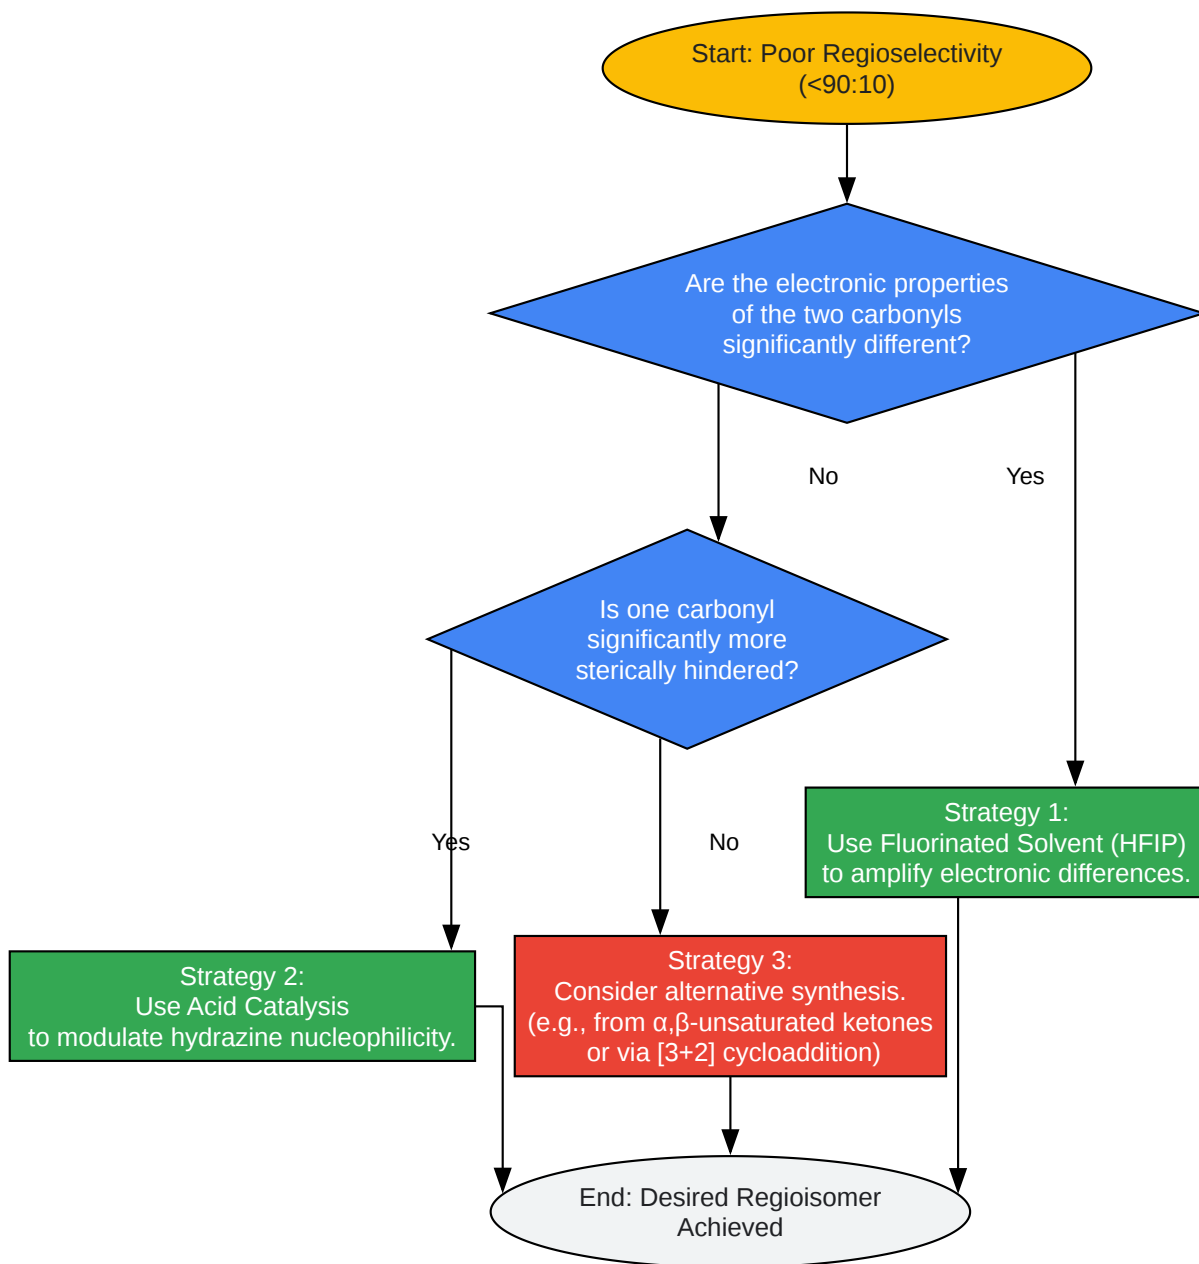 Start: Poor Regioselectivity
(<90:10)
Are the electronic properties
of the two carbonyls
significantly different?
No
Yes
Is one carbonyl
significantly more
sterically hindered?
Yes
No
Strategy 1:
Use Fluorinated Solvent (HFIP)
to amplify electronic differences.
Strategy 2:
Use Acid Catalysis
to modulate hydrazine nucleophilicity.
Strategy 3:
Consider alternative synthesis.
(e.g., from α,β-unsaturated ketones
or via [3+2] cycloaddition)
End: Desired Regioisomer
Achieved